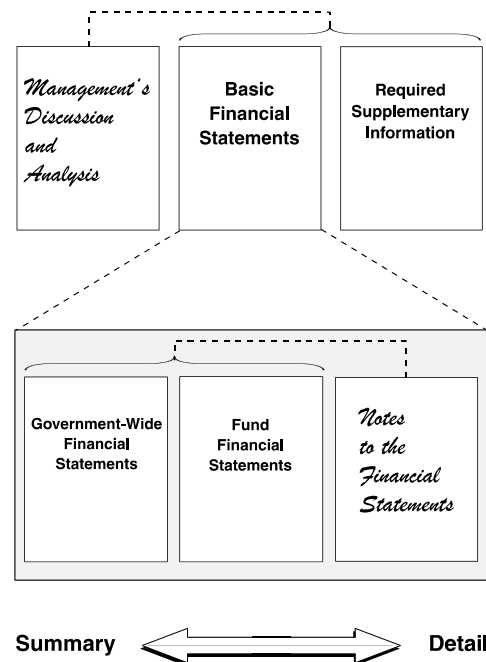 Management's
Discussion
and
Analysis
Basic
Financial
Statements
Required
Supplementary
Information
Government-Wide
Financial
Statements
Fund
Financial
Statements
Notes
to the
Financial
Statements
Summary
Detail